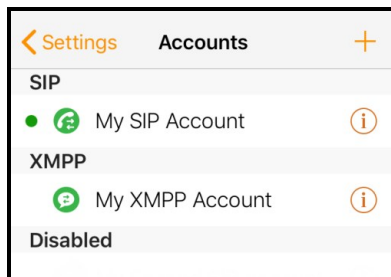 Settings Accounts
SIP
My SIP Account
XMPP
My XMPP Account
Disabled